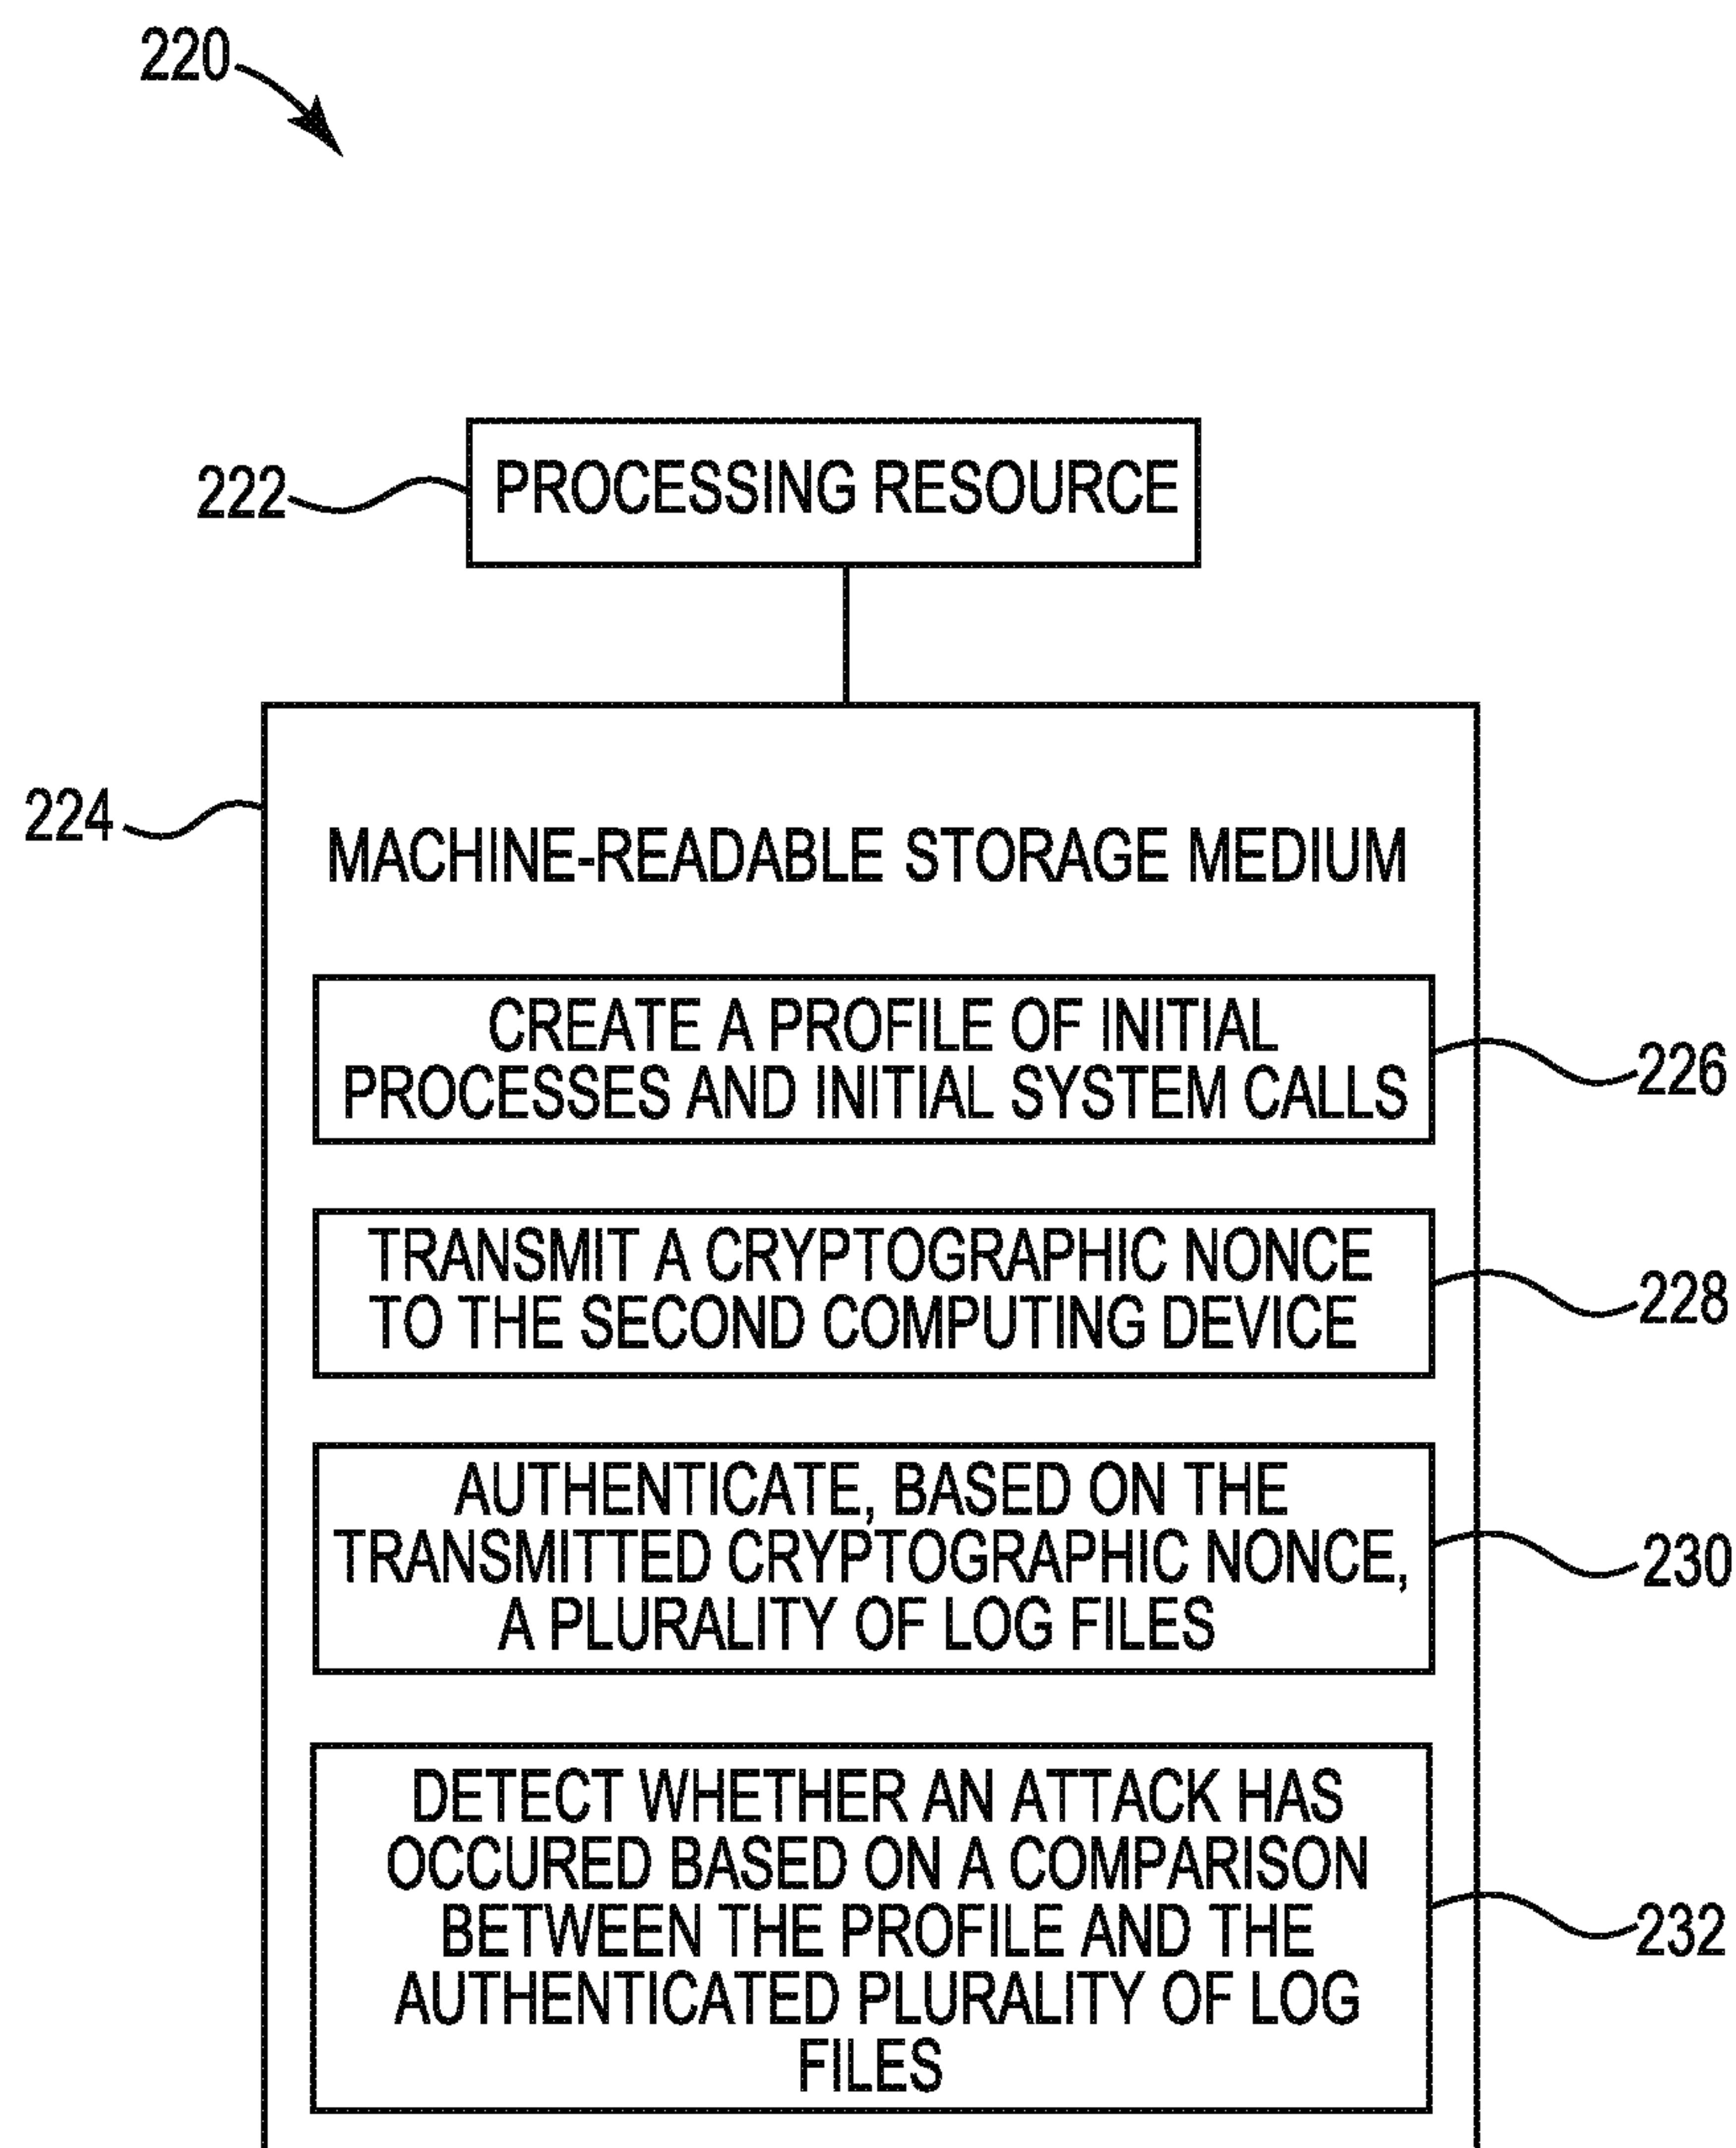 220
222
PROCESSING RESOURCE
224
MACHINE-READABLE STORAGE MEDIUM
CREATE A PROFILE OF INITIAL
PROCESSES AND INITIAL SYSTEM CALLS
226
TRANSMIT A CRYPTOGRAPHIC NONCE
TO THE SECOND COMPUTING DEVICE
228
AUTHENTICATE, BASED ON THE
TRANSMITTED CRYPTOGRAPHIC NONCE,
A PLURALITY OF LOG FILES
230
DETECT WHETHER AN ATTACK HAS
OCCURED BASED ON A COMPARISON
BETWEEN THE PROFILE AND THE
AUTHENTICATED PLURALITY OF LOG
FILES
232